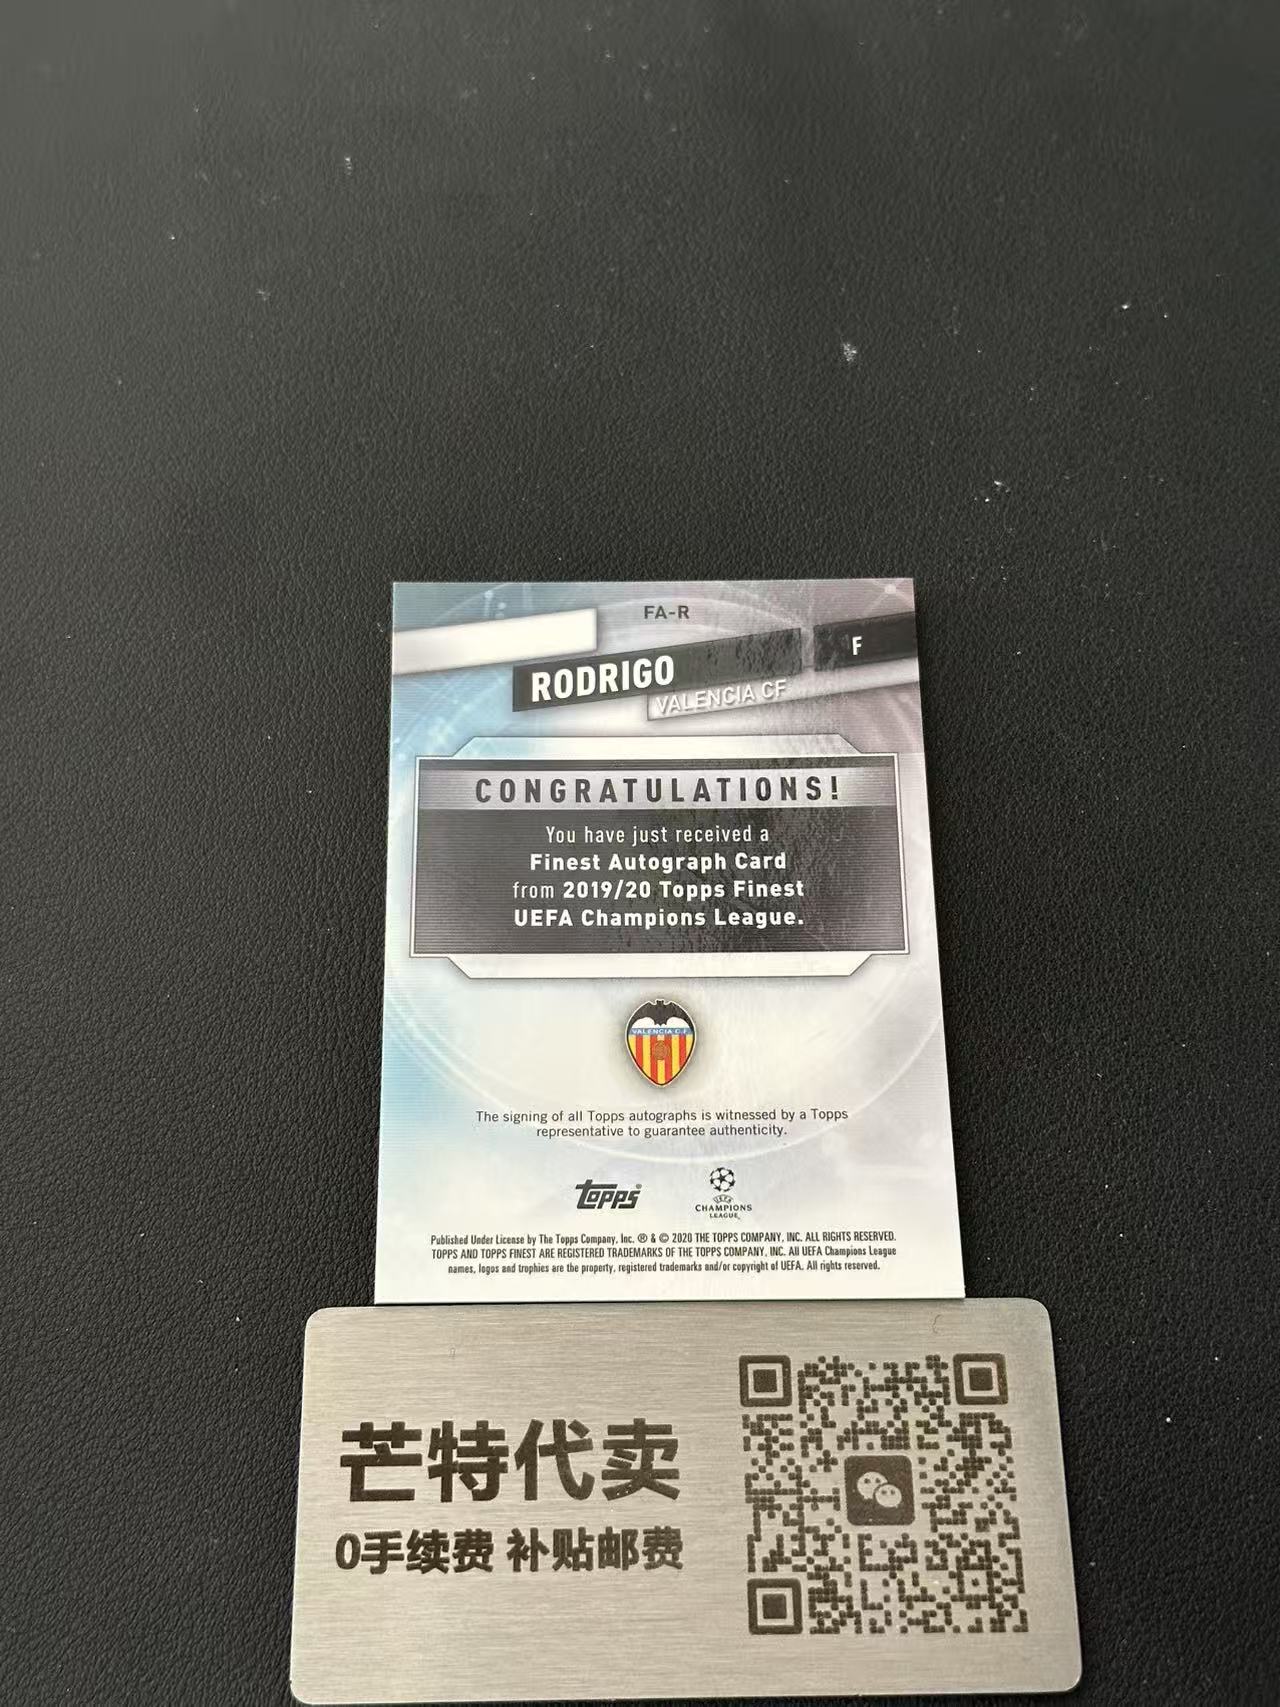 FA-R
F
RODRIGO
VALENCIA CF
CONGRATULATIONS!
You have just received a
Finest Autograph Card
from 2019/20 Topps Finest
UEFA Champions League.
VALENCIA C.F
The signing of all Topps autographs is witnessed by a Topps
representative to guarantee authenticity.
topps
UEFA
CHAMPIONS
LEAGUE
Published Under License by The Topps Company, Inc. ® & © 2020 THE TOPPS COMPANY, INC. ALL RIGHTS RESERVED.
TOPPS AND TOPPS FINEST ARE REGISTERED TRADEMARKS OF THE TOPPS COMPANY, INC. All UEFA Champions League
names, logos and trophies are the property, registered trademarks and/or copyright of UEFA. All rights reserved.
芒特代卖
0手续费 补贴邮费